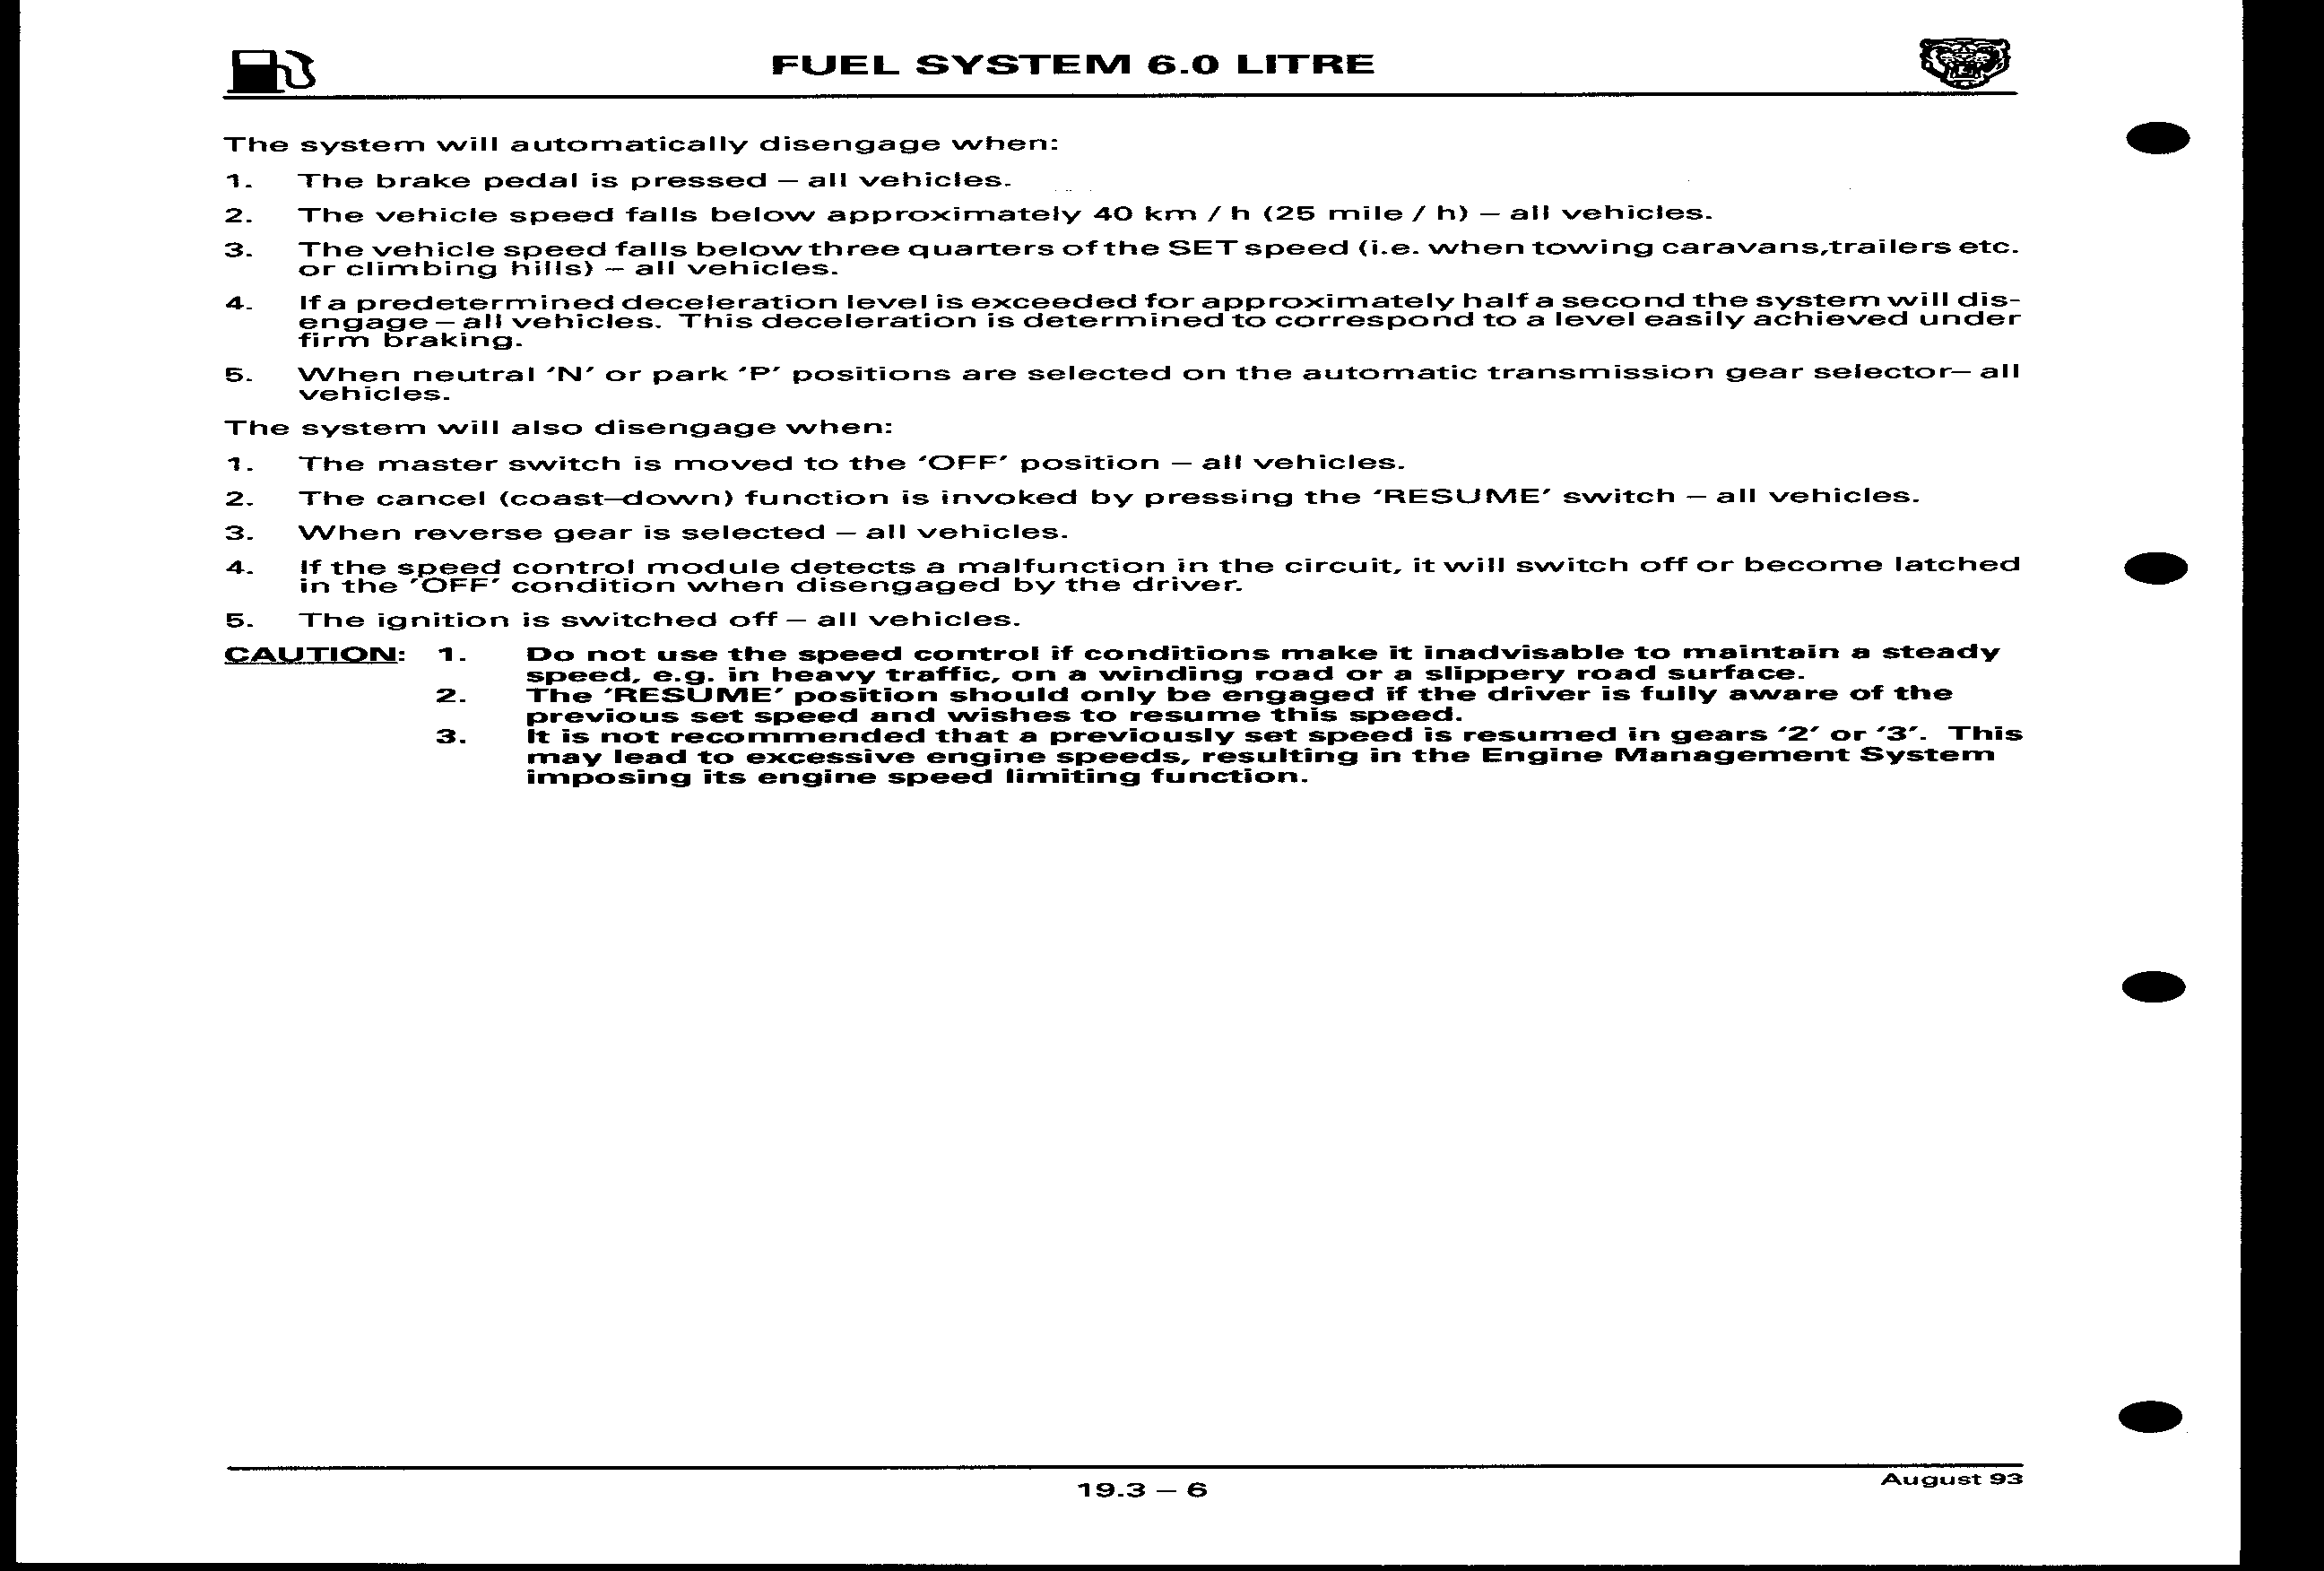 FUEL SYSTEM 6.0 LITRE
The system will automatically disengage when:
1. The brake pedal is pressed – all vehicles.
2. The vehicle speed falls below approximately 40 km / h (25 mile / h) – all vehicles.
3. The vehicle speed falls below three quarters of the SET speed (i.e. when towing caravans,trailers etc.
or climbing hills) – all vehicles.
4. If a predetermined deceleration level is exceeded for approximately half a second the system will dis-
engage – all vehicles. This deceleration is determined to correspond to a level easily achieved under
firm braking.
5. When neutral ‘N’ or park ‘P’ positions are selected on the automatic transmission gear selector– all
vehicles.
The system will also disengage when:
1. The master switch is moved to the ‘OFF’ position – all vehicles.
2. The cancel (coast–down) function is invoked by pressing the ‘RESUME’ switch – all vehicles.
3. When reverse gear is selected – all vehicles.
4. If the speed control module detects a malfunction in the circuit, it will switch off or become latched
in the ‘OFF’ condition when disengaged by the driver.
5. The ignition is switched off – all vehicles.
CAUTION: 1. Do not use the speed control if conditions make it inadvisable to maintain a steady
speed, e.g. in heavy traffic, on a winding road or a slippery road surface.
2. The ‘RESUME’ position should only be engaged if the driver is fully aware of the
previous set speed and wishes to resume this speed.
3. It is not recommended that a previously set speed is resumed in gears ‘2’ or ‘3’. This
may lead to excessive engine speeds, resulting in the Engine Management System
imposing its engine speed limiting function.
19.3 – 6
August 93